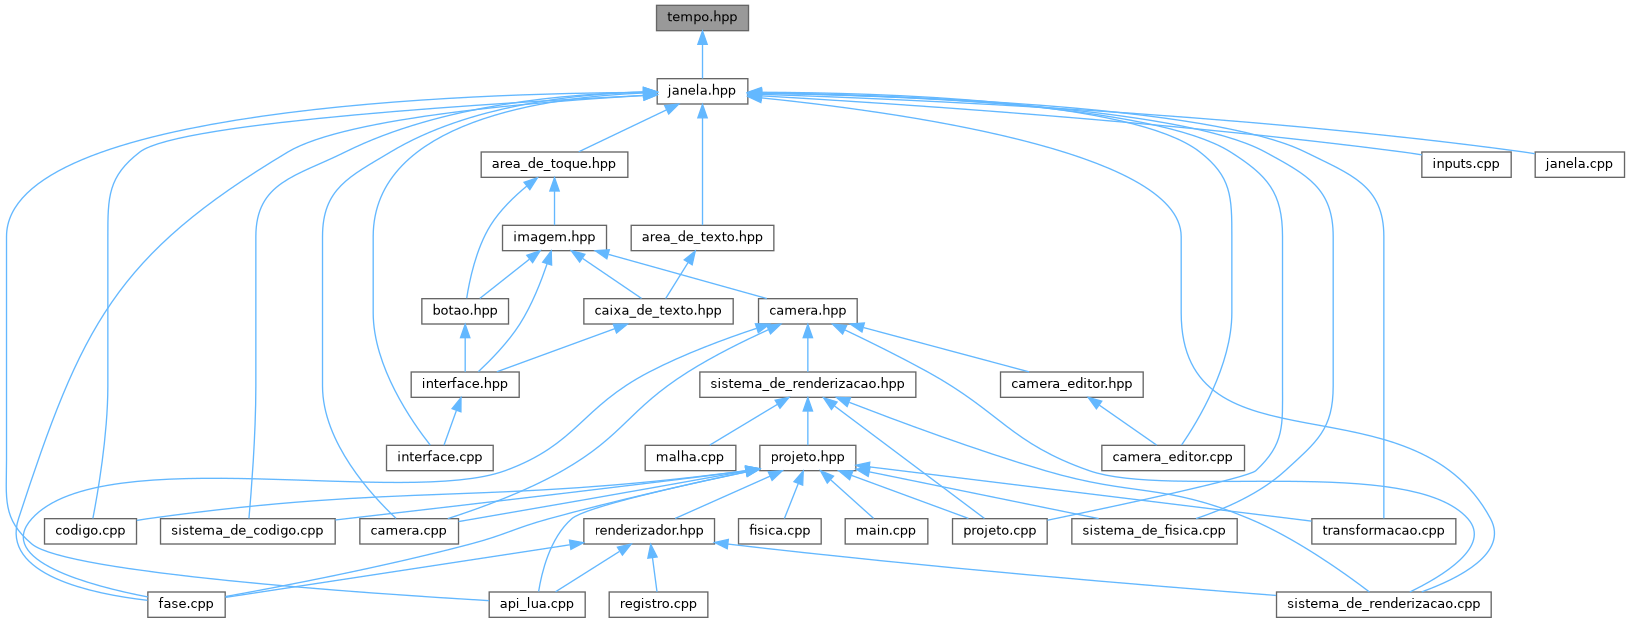 tempo.hpp
janela.hpp
area_de_toque.hpp
inputs.cpp
janela.cpp
imagem.hpp
area_de_texto.hpp
botao.hpp
caixa_de_texto.hpp
camera.hpp
interface.hpp
sistema_de_renderizacao.hpp
camera_editor.hpp
interface.cpp
malha.cpp
projeto.hpp
camera_editor.cpp
codigo.cpp
sistema_de_codigo.cpp
camera.cpp
renderizador.hpp
fisica.cpp
main.cpp
projeto.cpp
sistema_de_fisica.cpp
transformacao.cpp
fase.cpp
api_lua.cpp
registro.cpp
sistema_de_renderizacao.cpp